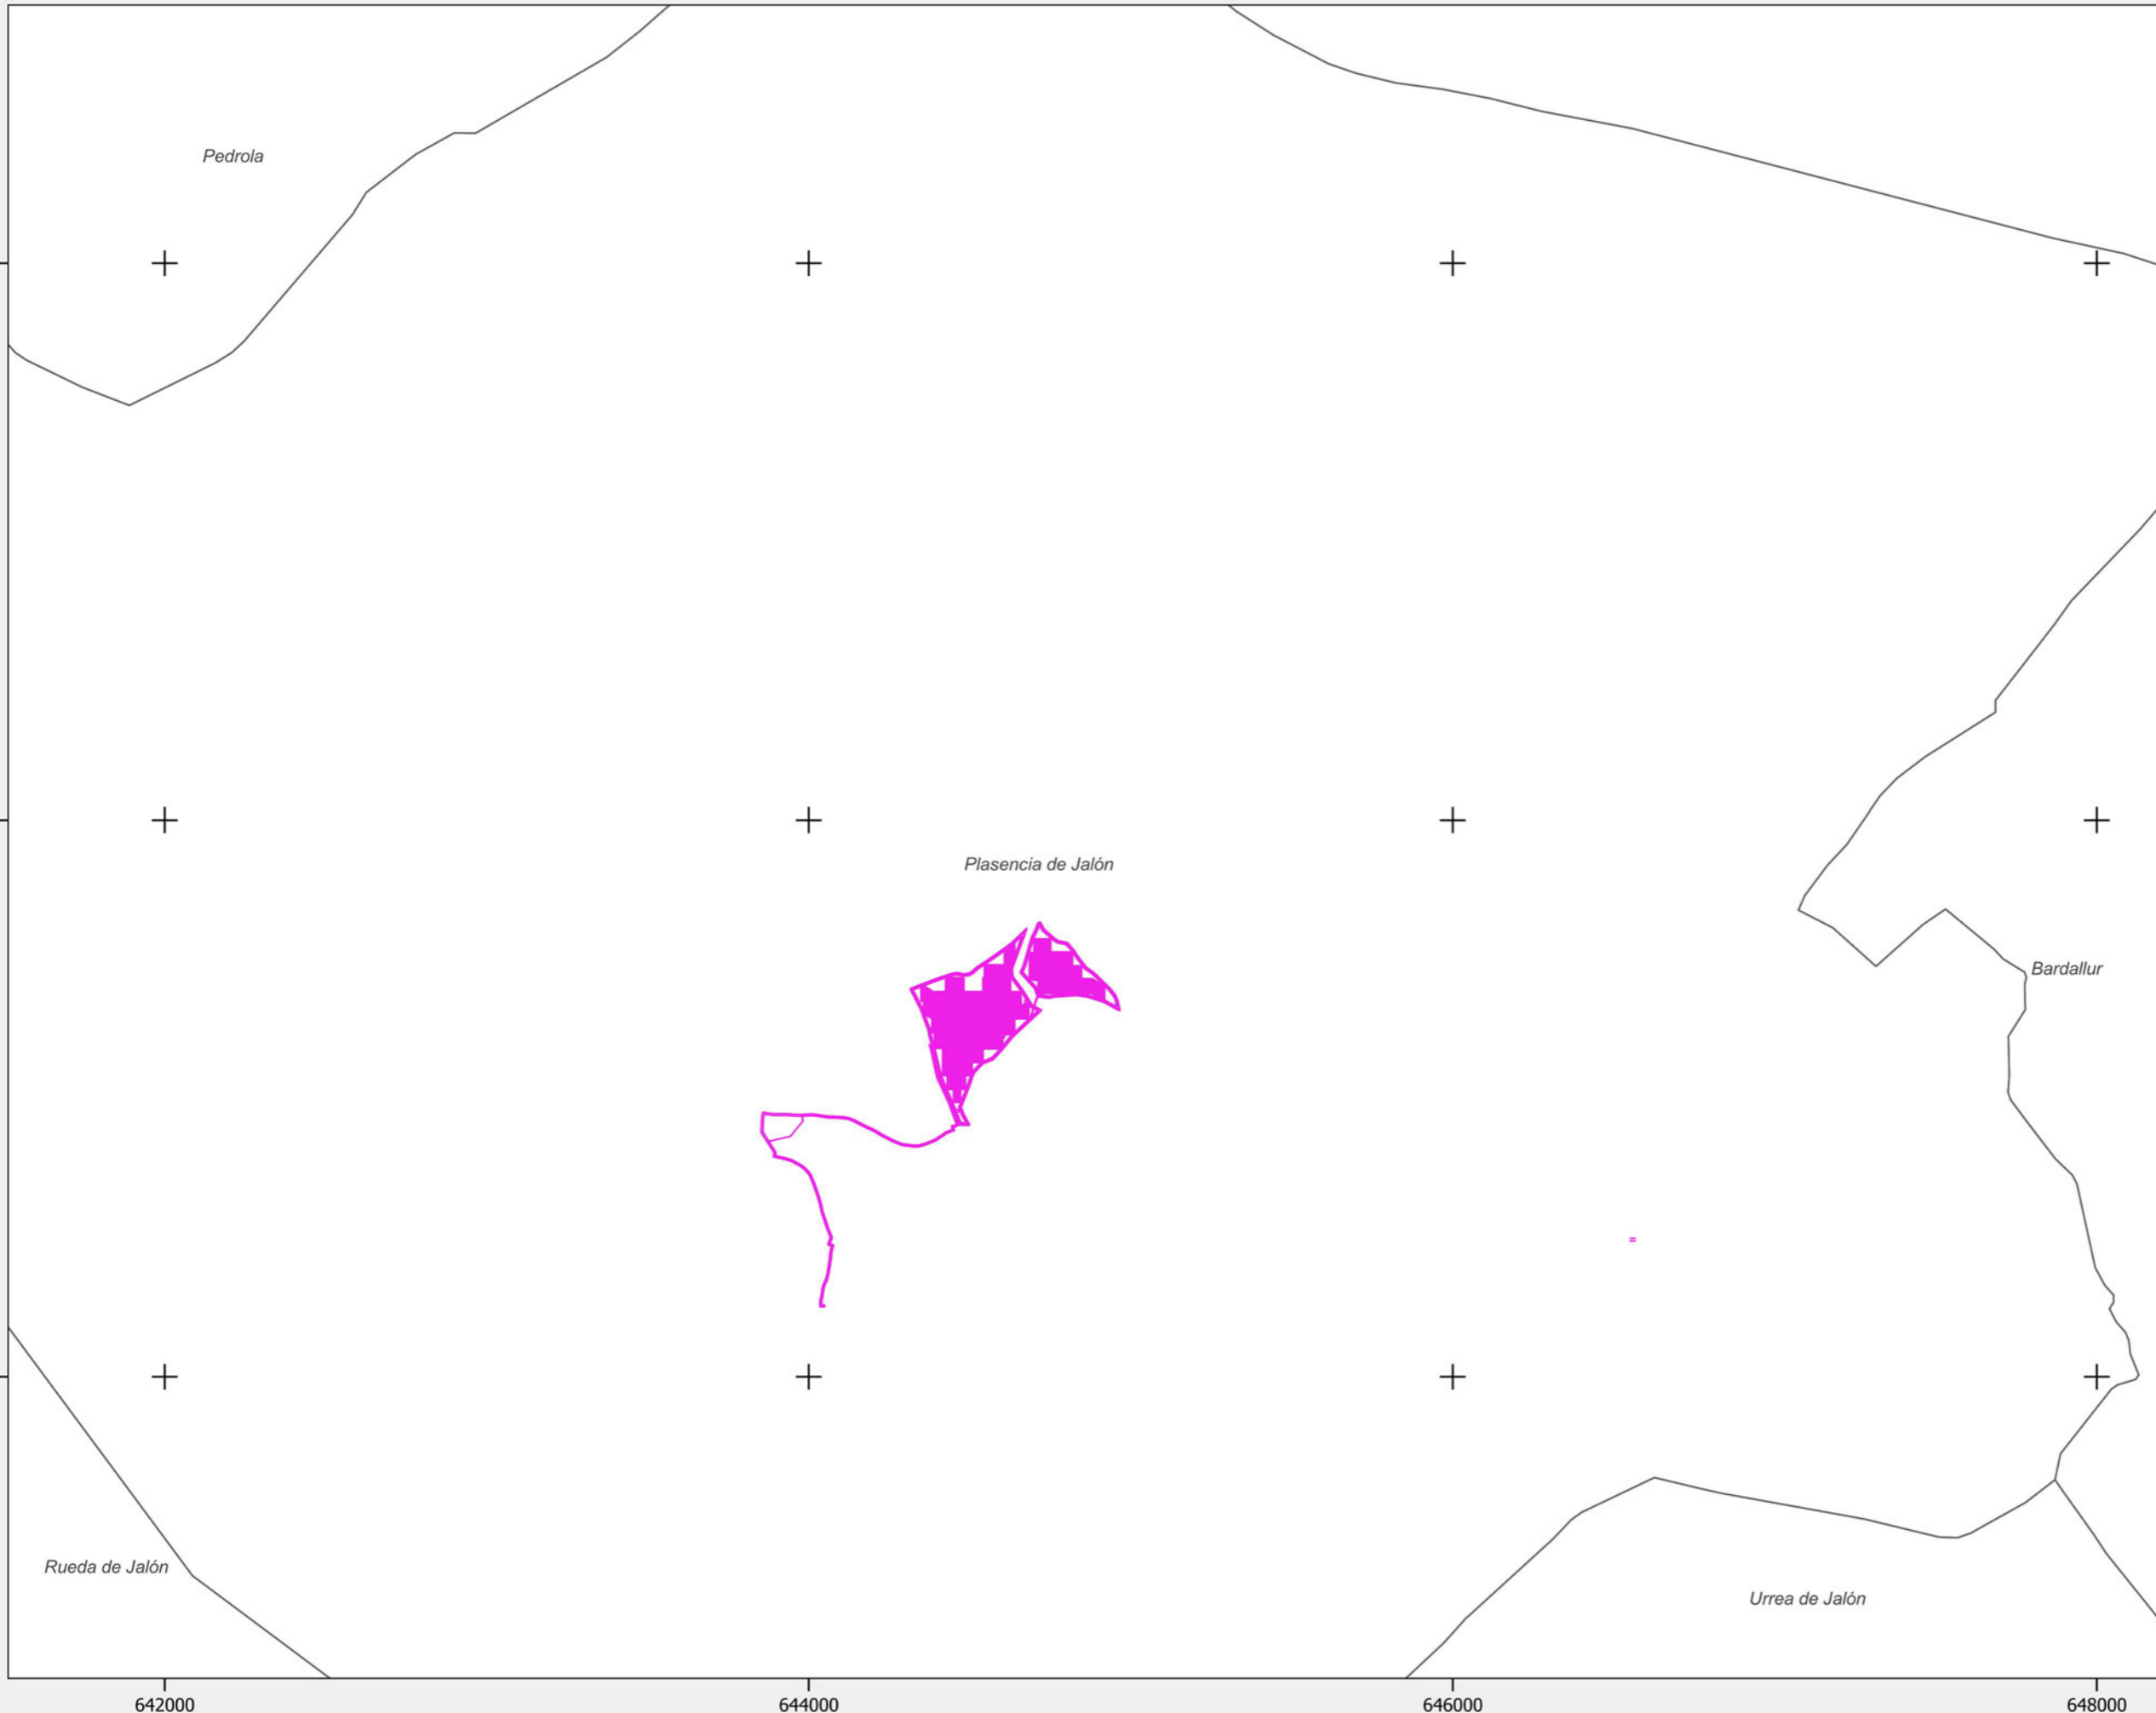 Pedrola
Plasencia de Jalón
Bardallur
Rueda de Jalón
Urrea de Jalón
642000
644000
646000
648000